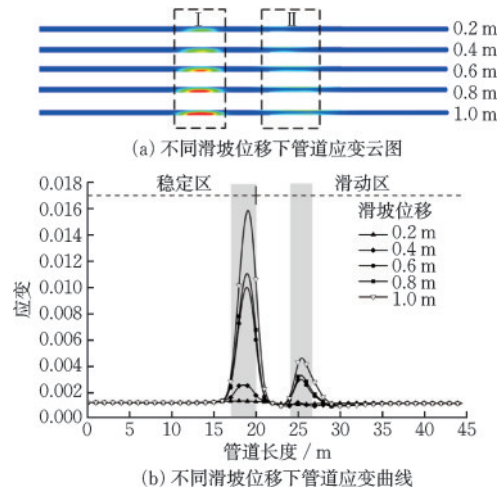 Ⅰ Ⅱ
0.2 m
0.4 m
0.6 m
0.8 m
1.0 m
(a) 不同滑坡位移下管道应变云图
0.018
0.016
0.014
0.012
0.010
0.008
0.006
0.004
0.002
0.000
应变
稳定区 滑动区
滑坡位移
0.2 m
0.4 m
0.6 m
0.8 m
1.0 m
0 5 10 15 20 25 30 35 40 45
管道长度 / m
(b) 不同滑坡位移下管道应变曲线